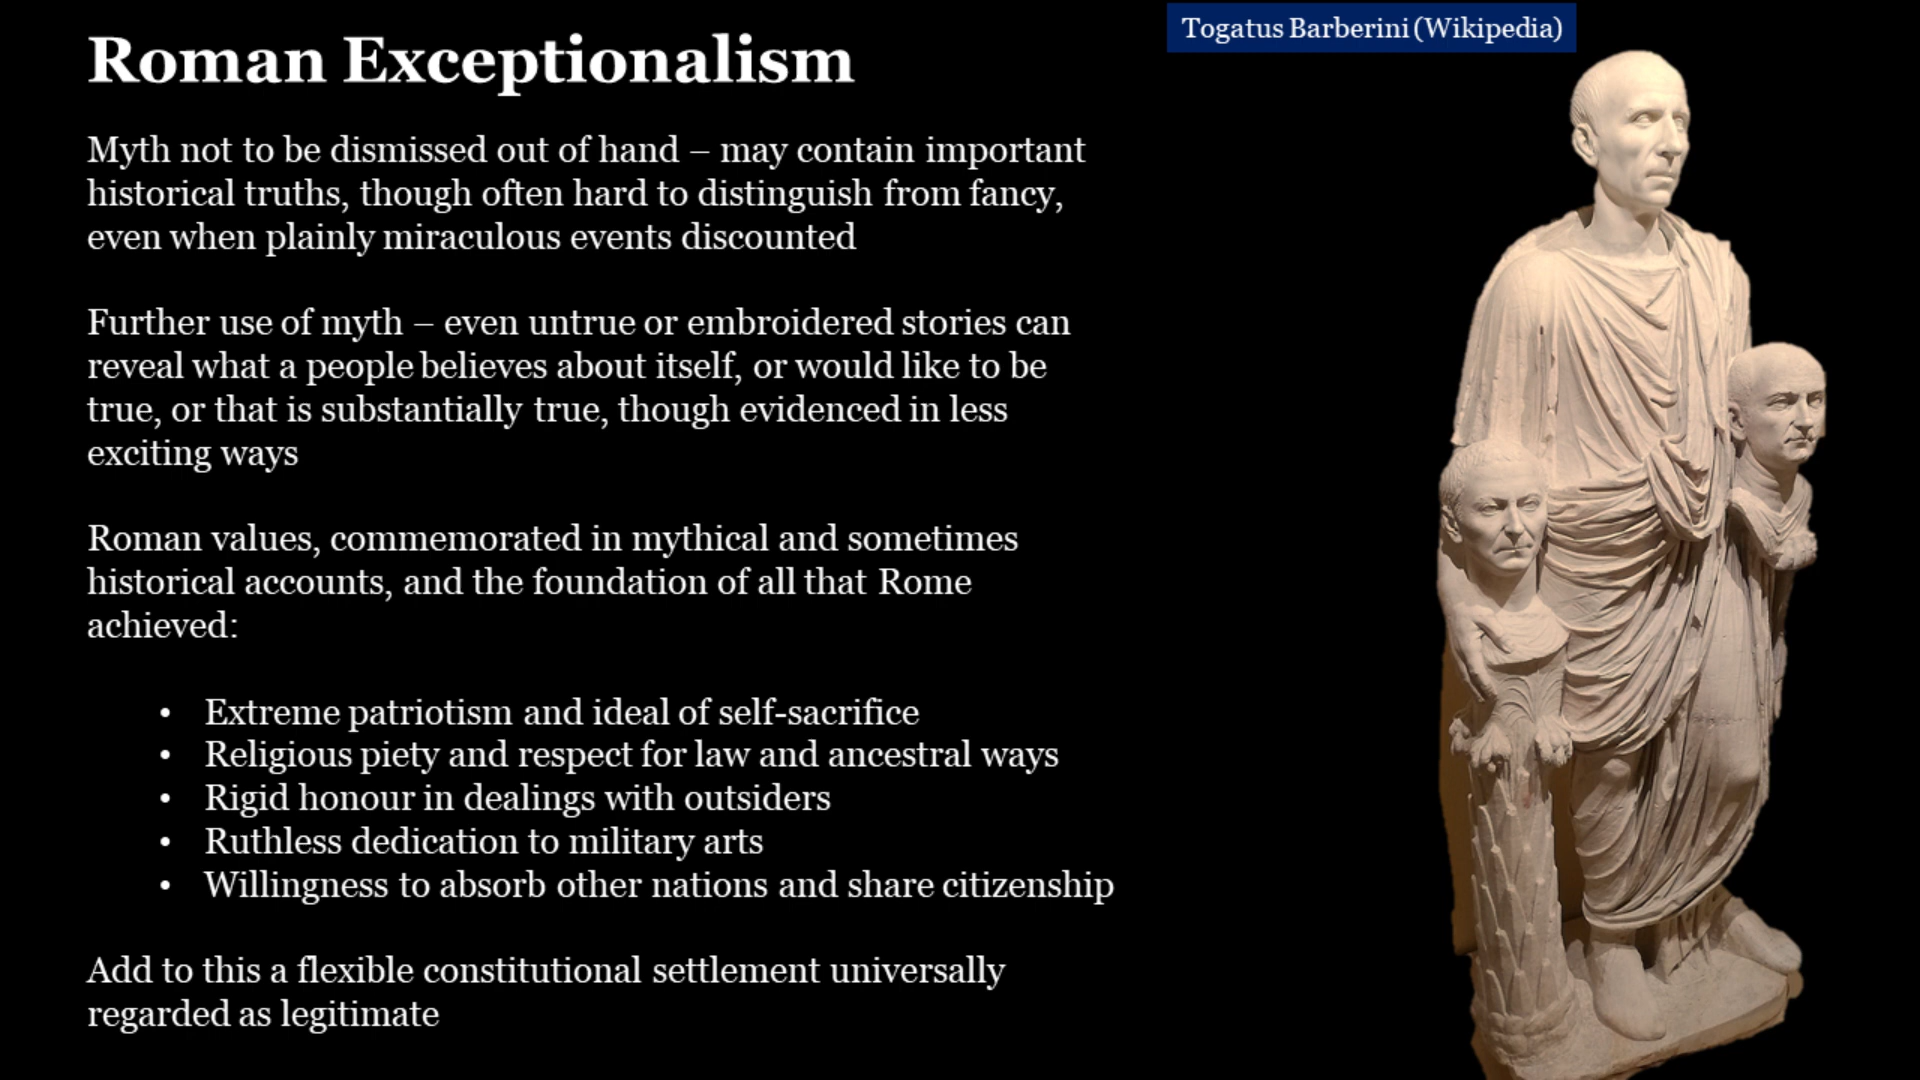 Togatus Barberini (Wikipedia)
Roman Exceptionalism
Myth not to be dismissed out of hand – may contain important
historical truths, though often hard to distinguish from fancy,
even when plainly miraculous events discounted
Further use of myth – even untrue or embroidered stories can
reveal what a people believes about itself, or would like to be
true, or that is substantially true, though evidenced in less
exciting ways
Roman values, commemorated in mythical and sometimes
historical accounts, and the foundation of all that Rome
achieved:
• Extreme patriotism and ideal of self-sacrifice
• Religious piety and respect for law and ancestral ways
• Rigid honour in dealings with outsiders
• Ruthless dedication to military arts
• Willingness to absorb other nations and share citizenship
Add to this a flexible constitutional settlement universally
regarded as legitimate